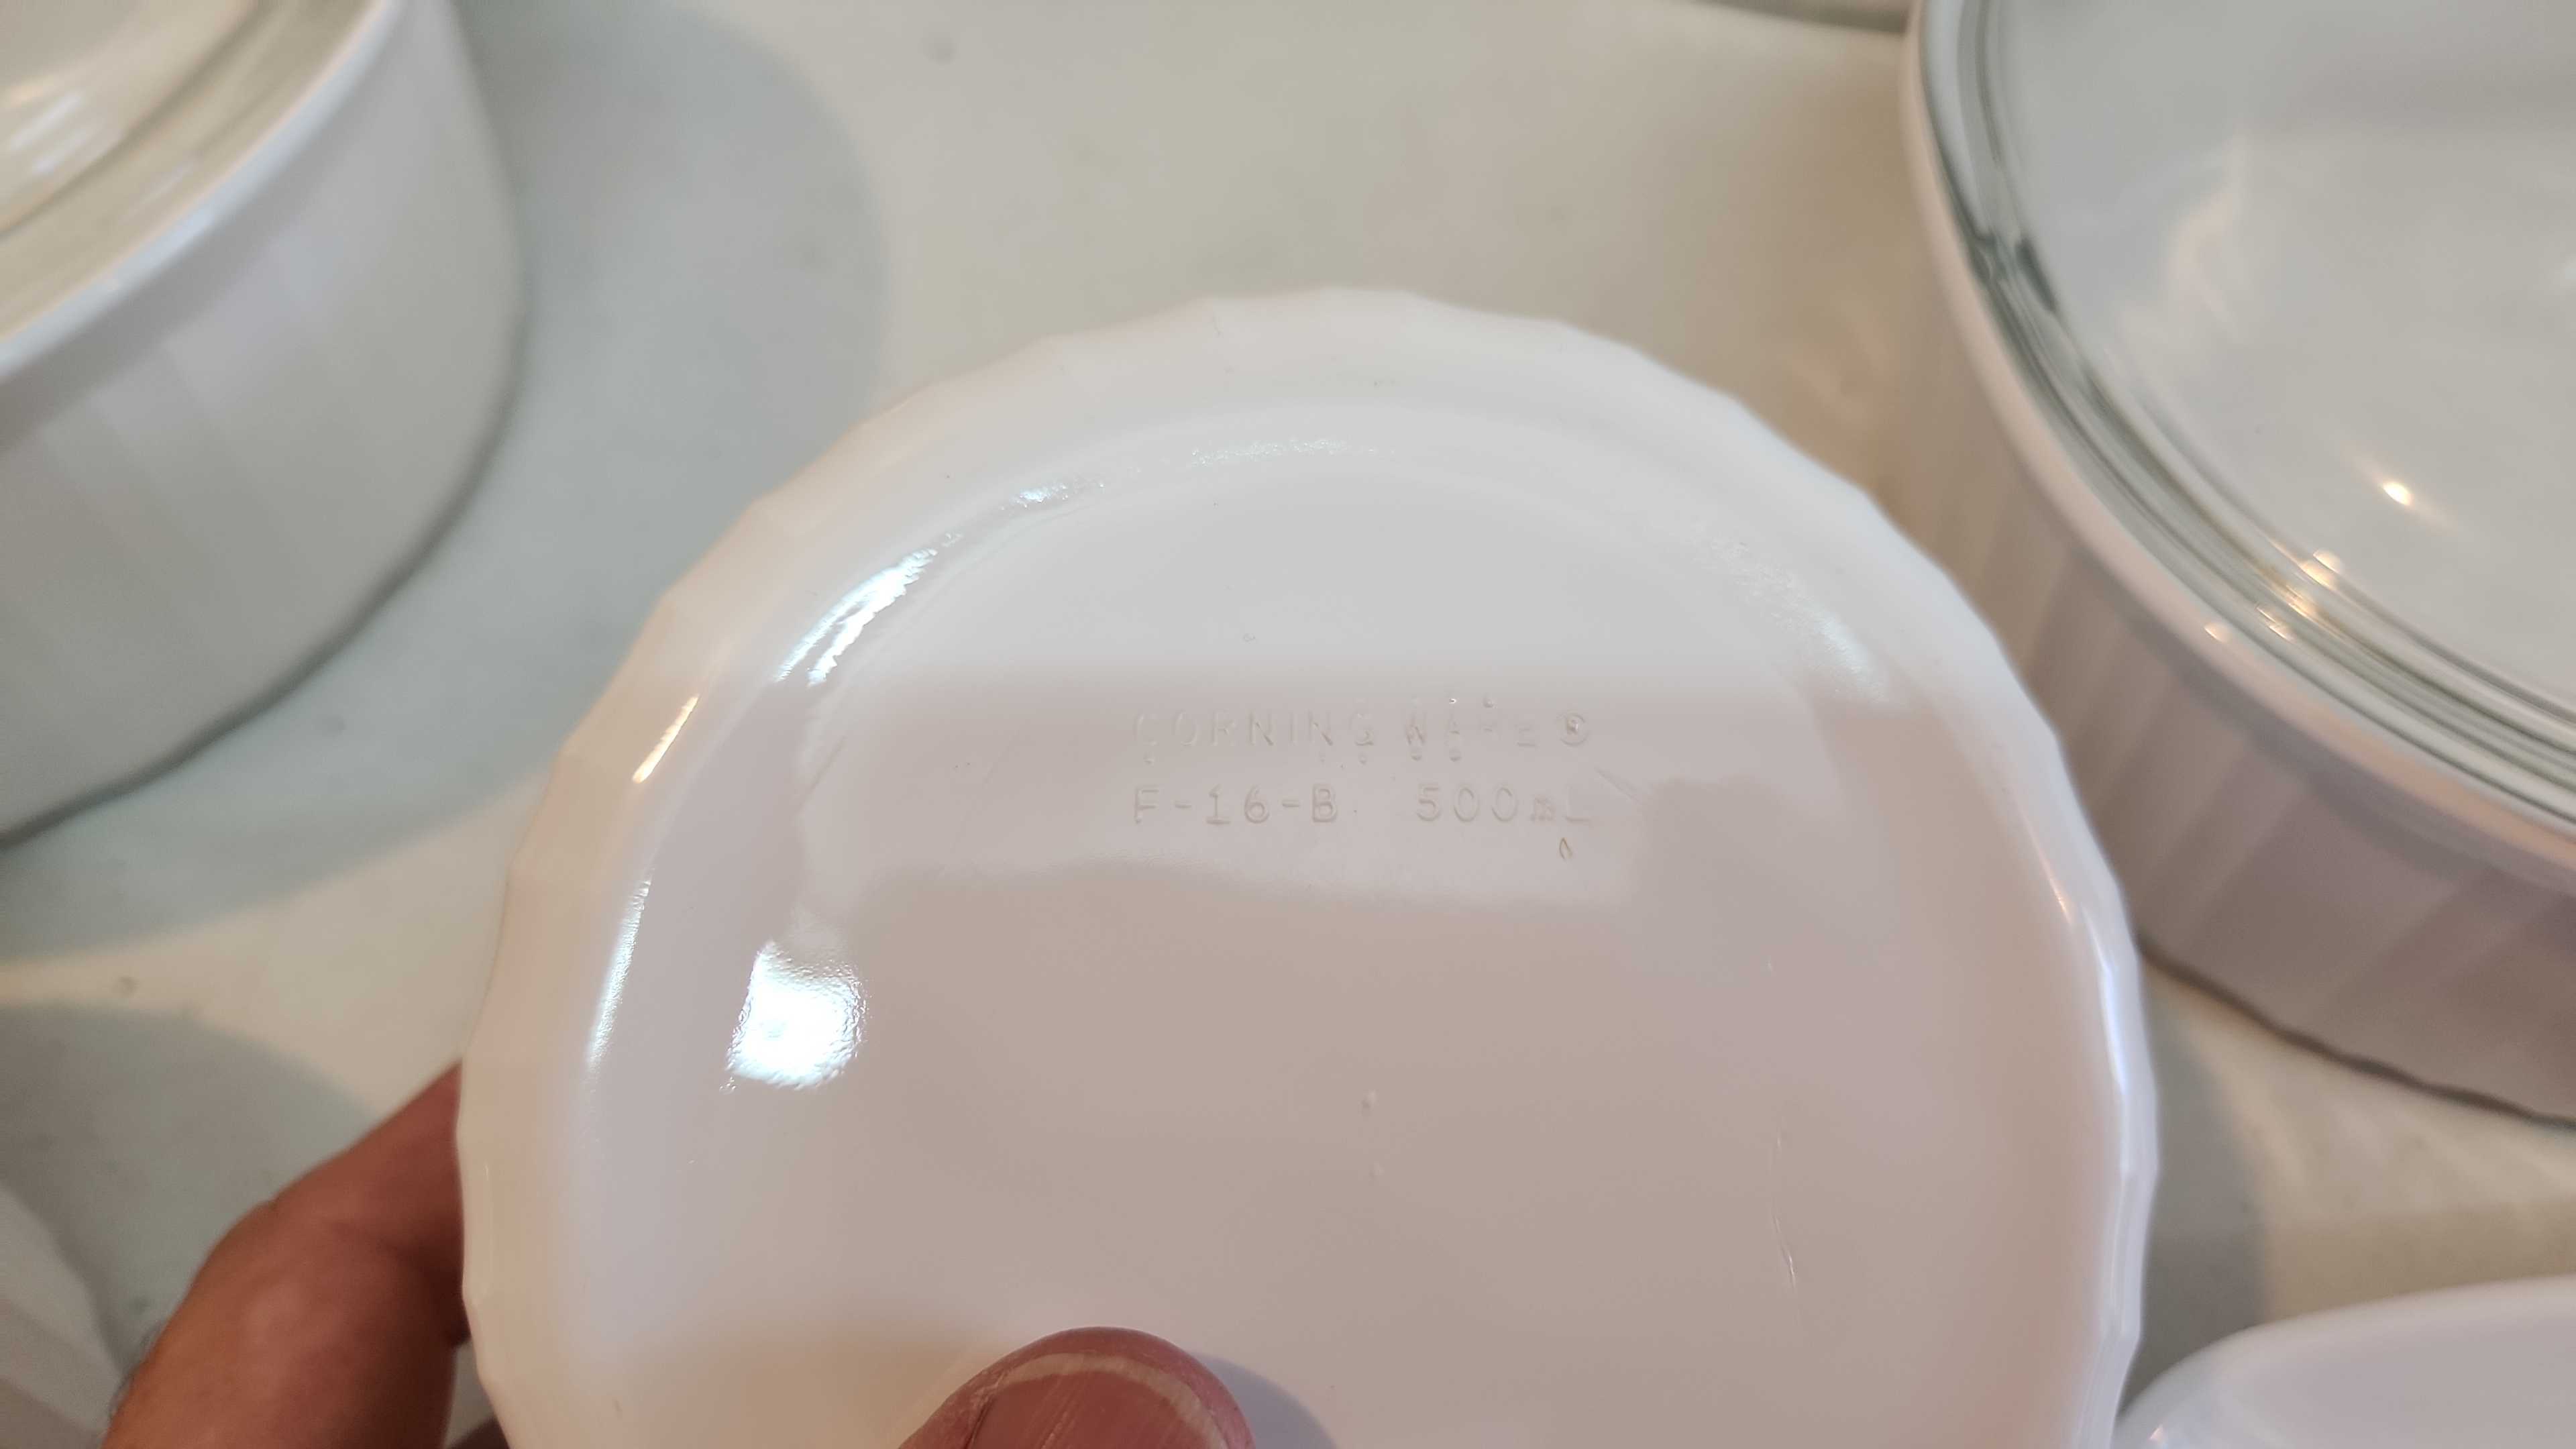 CORNING WARE ®
F-16-B 500mL